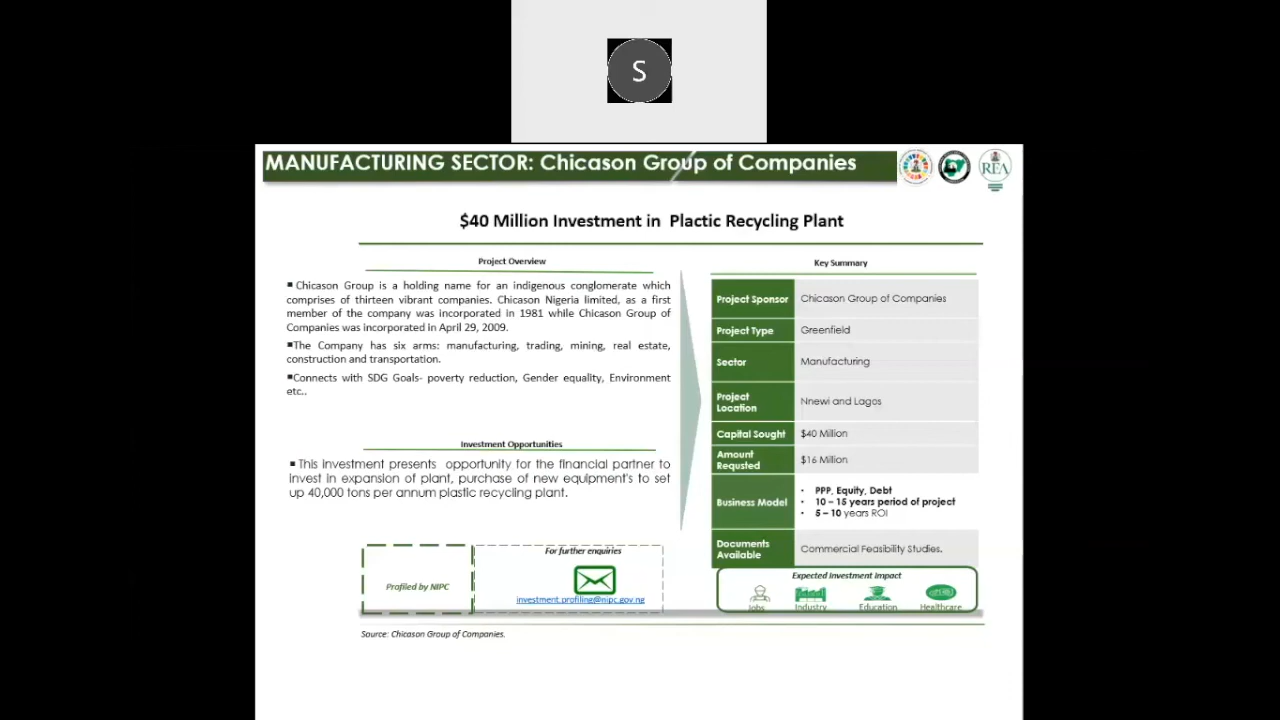 S
MANUFACTURING SECTOR: Chicason Group of Companies
REA
$40 Million Investment in Plactic Recycling Plant
Project Overview
▪ Chicason Group is a holding name for an indigenous conglomerate which
comprises of thirteen vibrant companies. Chicason Nigeria limited, as a first
member of the company was incorporated in 1981 while Chicason Group of
Companies was incorporated in April 29, 2009.
▪The Company has six arms: manufacturing, trading, mining, real estate,
construction and transportation.
▪Connects with SDG Goals- poverty reduction, Gender equality, Environment
etc..
Investment Opportunities
▪ This investment presents opportunity for the financial partner to
invest in expansion of plant, purchase of new equipment's to set
up 40,000 tons per annum plastic recycling plant.
Profiled by NIPC
For further enquiries
investment.profiling@nipc.gov.ng
Key Summary
Project Sponsor Chicason Group of Companies
Project Type Greenfield
Sector Manufacturing
Project
Location Nnewi and Lagos
Capital Sought $40 Million
Amount
Requsted $16 Million
Business Model
• PPP, Equity, Debt
• 10 – 15 years period of project
• 5 – 10 years ROI
Documents
Available Commercial Feasibility Studies.
Expected Investment Impact
Jobs Industry Education Healthcare
Source: Chicason Group of Companies.